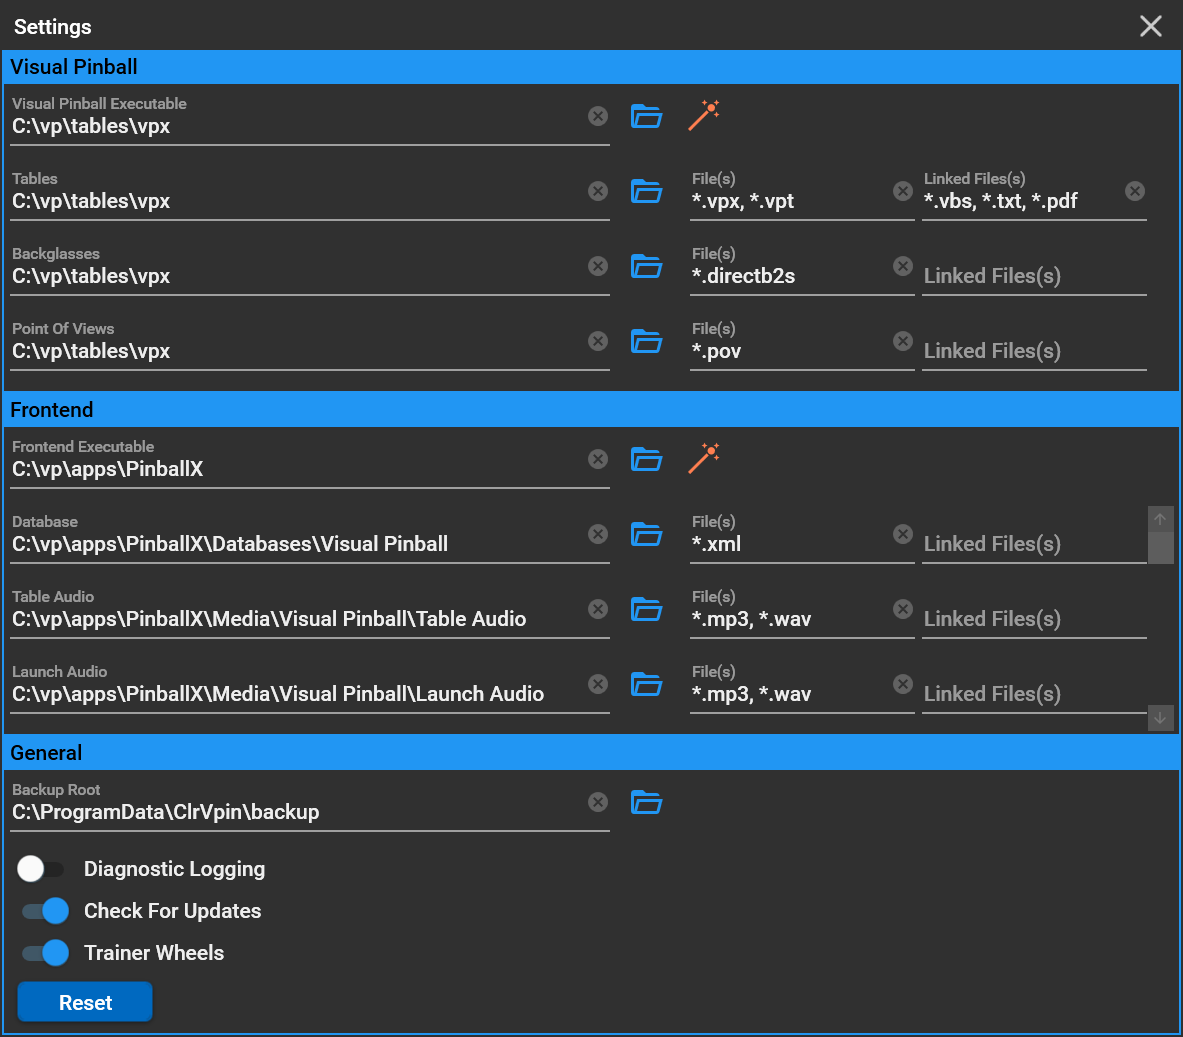 Settings
Visual Pinball
Visual Pinball Executable
C:\vp\tables\vpx
Tables
File(s)
Linked Files(s)
C:\vp\tables\vpx
*.vpx, *.vpt
*.vbs, *.txt, *.pdf
Backglasses
File(s)
C:\vp\tables\vpx
*.directb2s
Linked Files(s)
Point Of Views
File(s)
C:\vp\tables\vpx
*.pov
Linked Files(s)
Frontend
Frontend Executable
C:\vp\apps\PinballX
Database
File(s)
C:\vp\apps\PinballX\Databases\Visual Pinball
*.xml
Linked Files(s)
Table Audio
File(s)
C:\vp\apps\PinballX\Media\Visual Pinball\Table Audio
*.mp3, *.wav
Linked Files(s)
Launch Audio
File(s)
C:\vp\apps\PinballX\Media\Visual Pinball\Launch Audio
*.mp3, *.wav
Linked Files(s)
General
Backup Root
C:\ProgramData\ClrVpin\backup
Diagnostic Logging
Check For Updates
Trainer Wheels
Reset